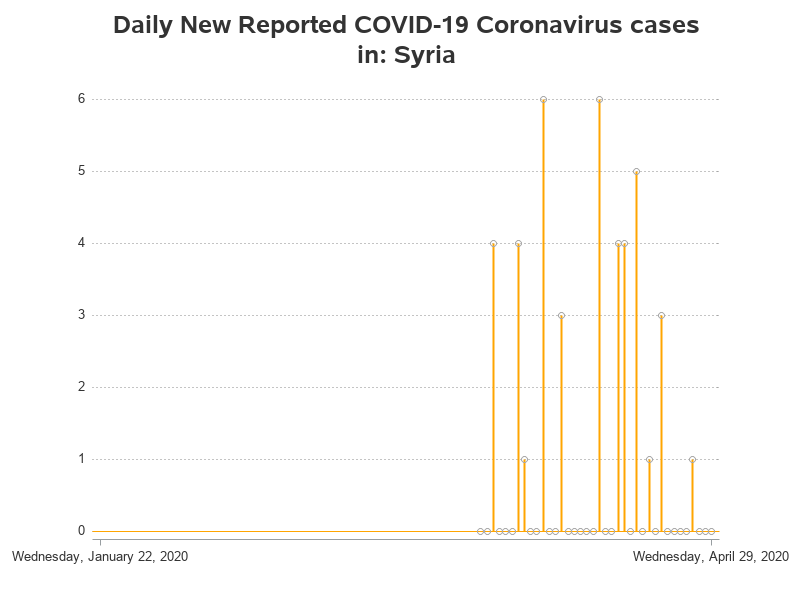 Daily New Reported COVID-19 Coronavirus cases
in: Syria
6
5
4
3
2
1
0
Wednesday, January 22, 2020
Wednesday, April 29, 2020